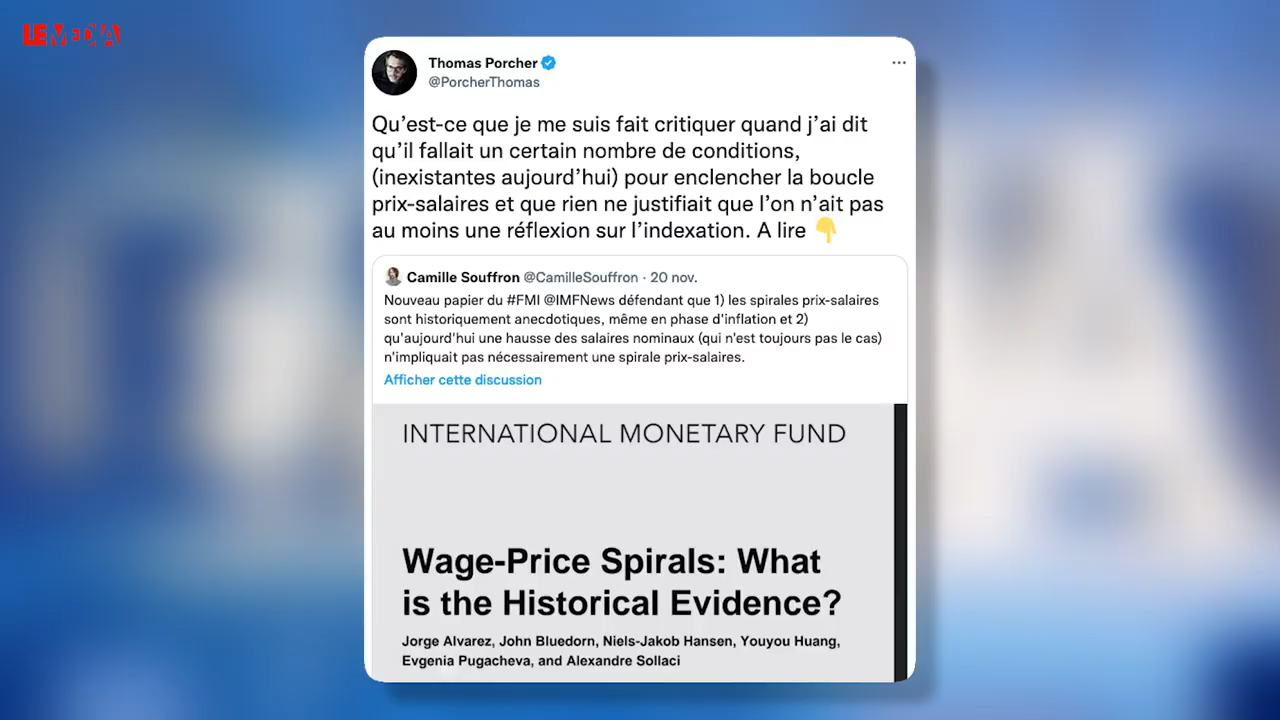 LEMEDIA
Thomas Porcher
@PorcherThomas
Qu’est-ce que je me suis fait critiquer quand j’ai dit
qu’il fallait un certain nombre de conditions,
(inexistantes aujourd’hui) pour enclencher la boucle
prix-salaires et que rien ne justifiait que l’on n’ait pas
au moins une réflexion sur l’indexation. A lire 👇
Camille Souffron @CamilleSouffron · 20 nov.
Nouveau papier du #FMI @IMFNews défendant que 1) les spirales prix-salaires
sont historiquement anecdotiques, même en phase d'inflation et 2)
qu'aujourd'hui une hausse des salaires nominaux (qui n'est toujours pas le cas)
n'impliquait pas nécessairement une spirale prix-salaires.
Afficher cette discussion
INTERNATIONAL MONETARY FUND
Wage-Price Spirals: What
is the Historical Evidence?
Jorge Alvarez, John Bluedorn, Niels-Jakob Hansen, Youyou Huang,
Evgenia Pugacheva, and Alexandre Sollaci